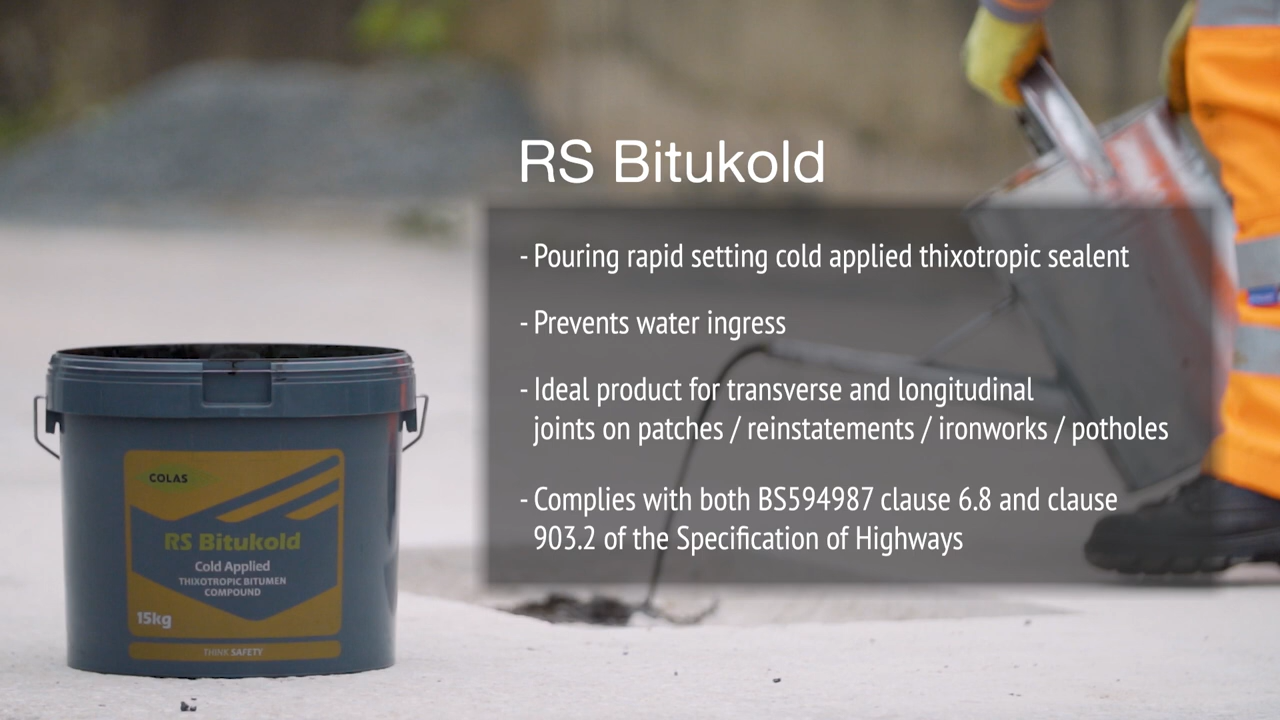 RS Bitukold
- Pouring rapid setting cold applied thixotropic sealent
- Prevents water ingress
- Ideal product for transverse and longitudinal
joints on patches / reinstatements / ironworks / potholes
- Complies with both BS594987 clause 6.8 and clause
903.2 of the Specification of Highways
COLAS
RS Bitukold
Cold Applied
THIXOTROPIC BITUMEN
COMPOUND
15kg
THINK SAFETY